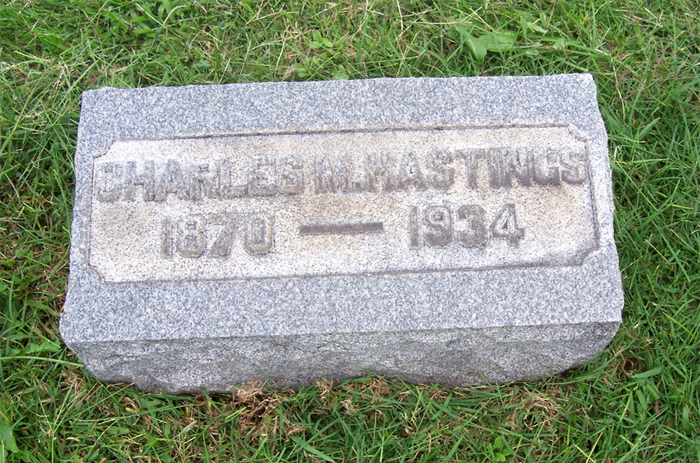 CHARLES M. HASTINGS
1870 — 1934